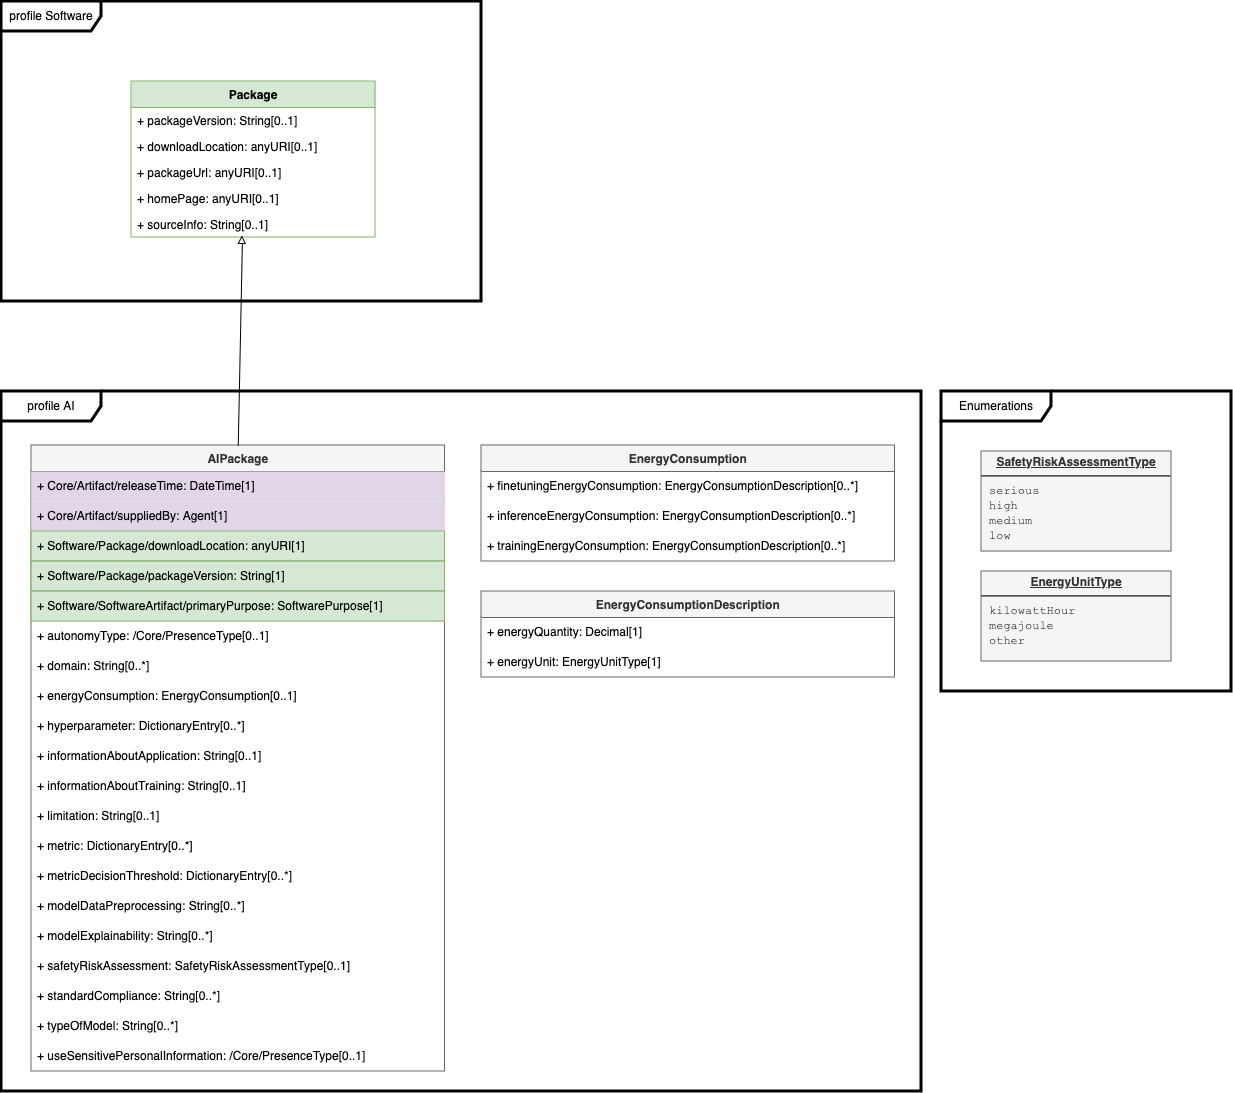 profile Software
Package
+ packageVersion: String[0..1]
+ downloadLocation: anyURI[0..1]
+ packageUrl: anyURI[0..1]
+ homePage: anyURI[0..1]
+ sourceInfo: String[0..1]
profile AI
AIPackage
+ Core/Artifact/releaseTime: DateTime[1]
+ Core/Artifact/suppliedBy: Agent[1]
+ Software/Package/downloadLocation: anyURI[1]
+ Software/Package/packageVersion: String[1]
+ Software/SoftwareArtifact/primaryPurpose: SoftwarePurpose[1]
+ autonomyType: /Core/PresenceType[0..1]
+ domain: String[0..*]
+ energyConsumption: EnergyConsumption[0..1]
+ hyperparameter: DictionaryEntry[0..*]
+ informationAboutApplication: String[0..1]
+ informationAboutTraining: String[0..1]
+ limitation: String[0..1]
+ metric: DictionaryEntry[0..*]
+ metricDecisionThreshold: DictionaryEntry[0..*]
+ modelDataPreprocessing: String[0..*]
+ modelExplainability: String[0..*]
+ safetyRiskAssessment: SafetyRiskAssessmentType[0..1]
+ standardCompliance: String[0..*]
+ typeOfModel: String[0..*]
+ useSensitivePersonalInformation: /Core/PresenceType[0..1]
EnergyConsumption
+ finetuningEnergyConsumption: EnergyConsumptionDescription[0..*]
+ inferenceEnergyConsumption: EnergyConsumptionDescription[0..*]
+ trainingEnergyConsumption: EnergyConsumptionDescription[0..*]
EnergyConsumptionDescription
+ energyQuantity: Decimal[1]
+ energyUnit: EnergyUnitType[1]
Enumerations
SafetyRiskAssessmentType
serious
high
medium
low
EnergyUnitType
kilowattHour
megajoule
other